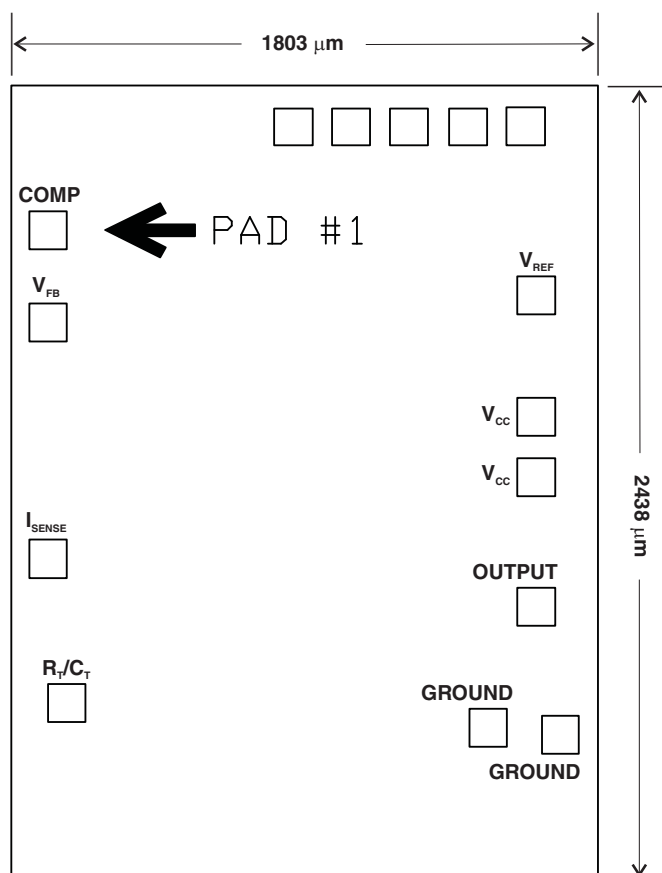 1803 μm
COMP
PAD #1
V_FB
V_REF
V_CC
V_CC
2438 μm
I_SENSE
OUTPUT
R_T/C_T
GROUND
GROUND